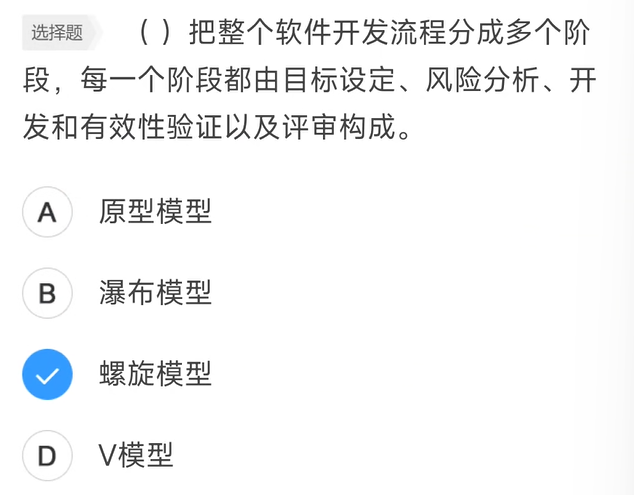 选择题 （ ）把整个软件开发流程分成多个阶
段，每一个阶段都由目标设定、风险分析、开
发和有效性验证以及评审构成。
A 原型模型
B 瀑布模型
螺旋模型
D V模型